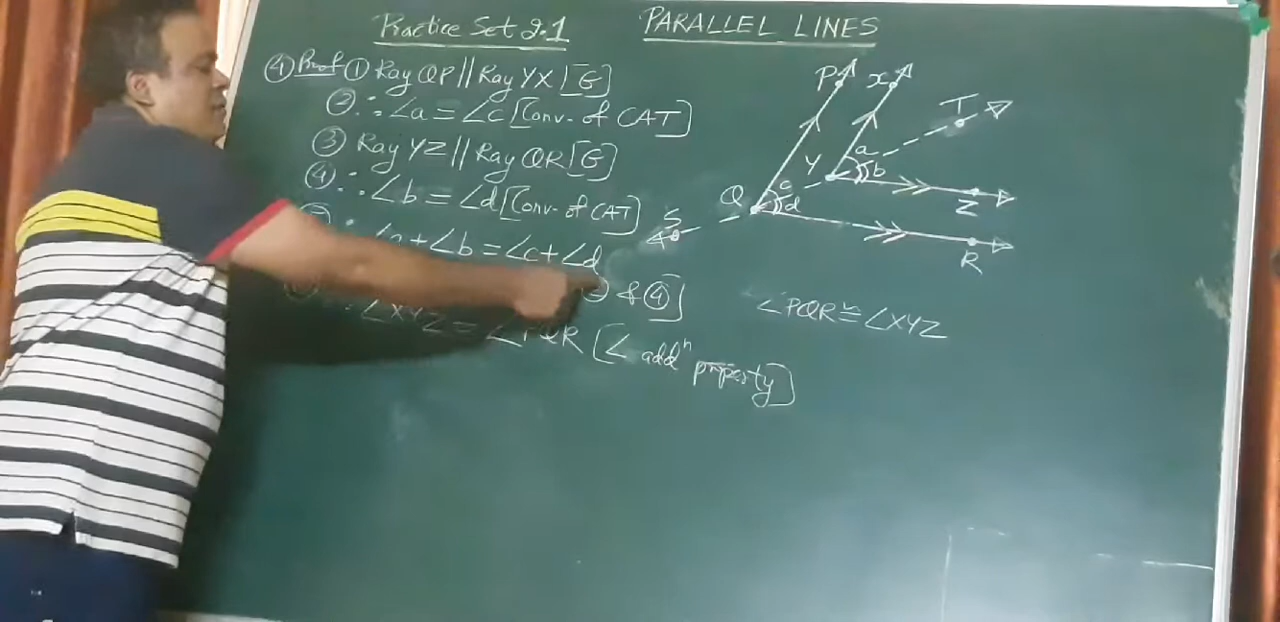 Practice Set 2.1
PARALLEL LINES
④ Proof ① Ray QP || Ray YX [G]
② ∴ ∠a = ∠c [Conv. of CAT]
③ Ray YZ || Ray QR [G]
④ ∴ ∠b = ∠d [Conv. of CAT]
∠a + ∠b = ∠c + ∠d
& ④]
∴ ∠XYZ = ∠PQR [∠ addⁿ
property]
P
X
T
a
Y
b
c
Q
d
Z
S
R
∠PQR ≅ ∠XYZ